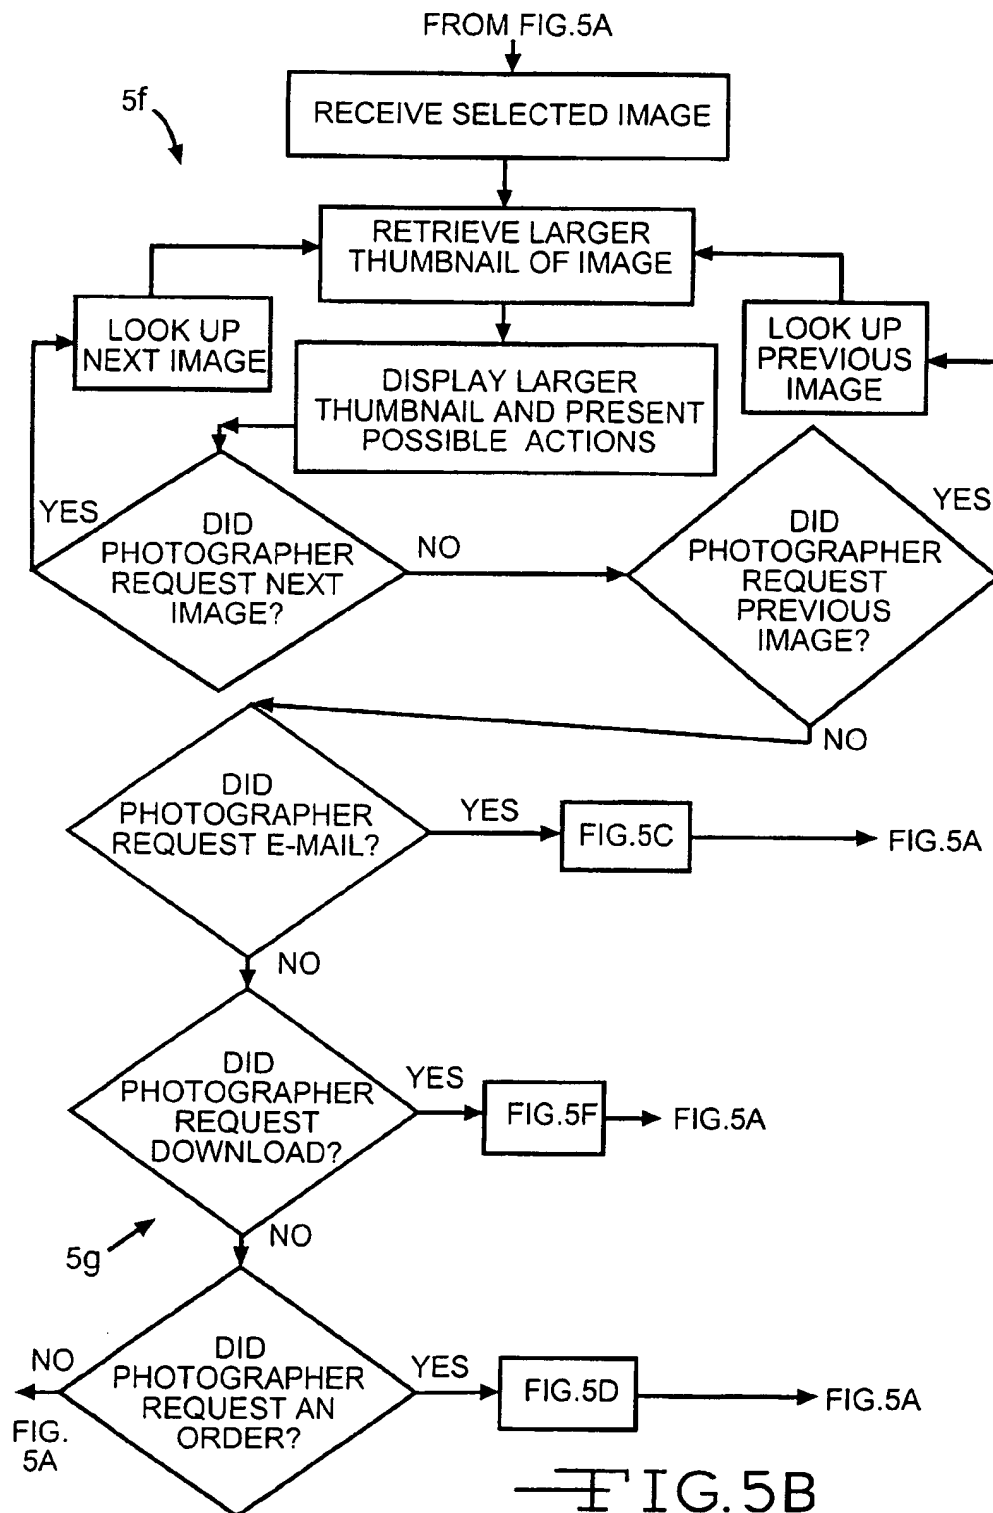 FROM FIG.5A
5f
RECEIVE SELECTED IMAGE
RETRIEVE LARGER
THUMBNAIL OF IMAGE
LOOK UP
NEXT IMAGE
LOOK UP
PREVIOUS
IMAGE
DISPLAY LARGER
THUMBNAIL AND PRESENT
POSSIBLE ACTIONS
YES
DID
PHOTOGRAPHER
REQUEST NEXT
IMAGE?
NO
YES
DID
PHOTOGRAPHER
REQUEST
PREVIOUS
IMAGE?
NO
DID
PHOTOGRAPHER
REQUEST E-MAIL?
YES
FIG.5C
FIG.5A
NO
DID
PHOTOGRAPHER
REQUEST
DOWNLOAD?
YES
FIG.5F
FIG.5A
NO
5g
DID
PHOTOGRAPHER
REQUEST AN
ORDER?
NO
FIG.
5A
YES
FIG.5D
FIG.5A
FIG.5B